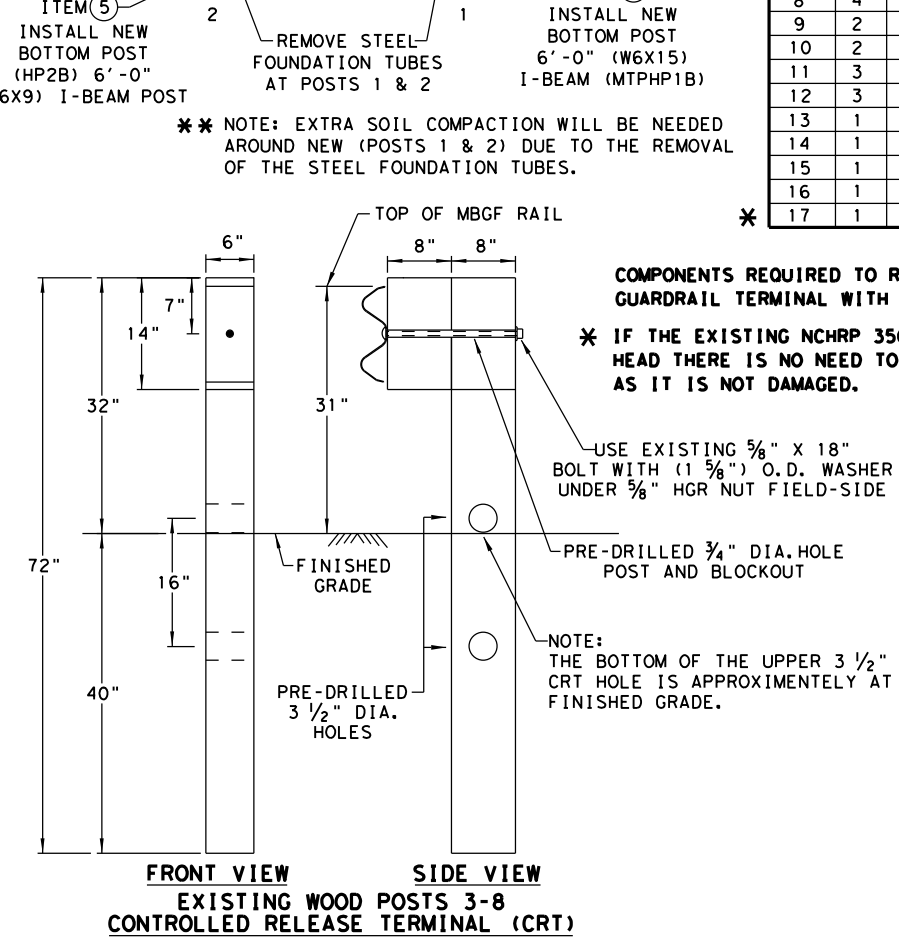 ITEM 5
INSTALL NEW
BOTTOM POST
(HP2B) 6'-0"
6X9) I-BEAM POST
2
REMOVE STEEL
FOUNDATION TUBES
AT POSTS 1 & 2
1
INSTALL NEW
BOTTOM POST
6'-0" (W6X15)
I-BEAM (MTPHP1B)
8 4
9 2
10 2
11 3
12 3
13 1
14 1
15 1
16 1
* 17 1
** NOTE: EXTRA SOIL COMPACTION WILL BE NEEDED
AROUND NEW (POSTS 1 & 2) DUE TO THE REMOVAL
OF THE STEEL FOUNDATION TUBES.
TOP OF MBGF RAIL
6"
8" 8"
7"
14"
32"
31"
72"
16"
40"
COMPONENTS REQUIRED TO R
GUARDRAIL TERMINAL WITH
* IF THE EXISTING NCHRP 350
HEAD THERE IS NO NEED TO
AS IT IS NOT DAMAGED.
USE EXISTING 5/8" X 18"
BOLT WITH (1 5/8") O.D. WASHER
UNDER 5/8" HGR NUT FIELD-SIDE
FINISHED
GRADE
PRE-DRILLED 3/4" DIA.HOLE
POST AND BLOCKOUT
PRE-DRILLED
3 1/2" DIA.
HOLES
NOTE:
THE BOTTOM OF THE UPPER 3 1/2"
CRT HOLE IS APPROXIMENTELY AT
FINISHED GRADE.
FRONT VIEW
SIDE VIEW
EXISTING WOOD POSTS 3-8
CONTROLLED RELEASE TERMINAL (CRT)